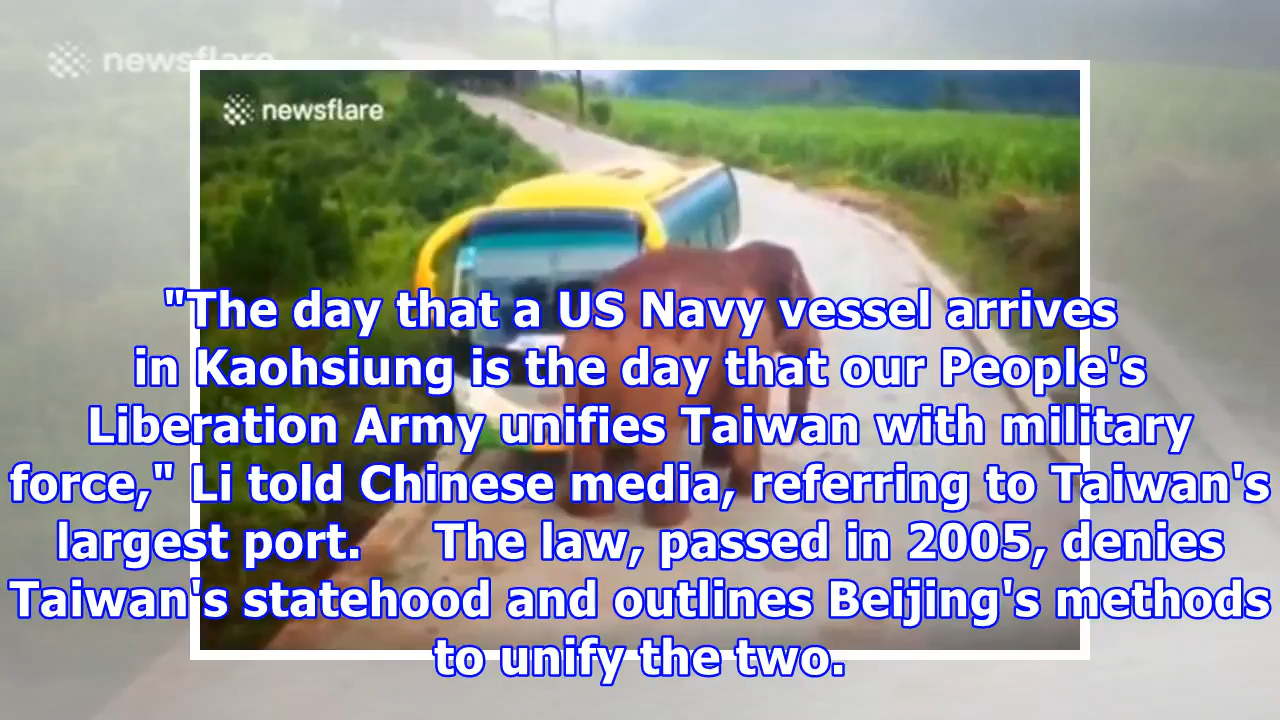 newsflare
newsflare
"The day that a US Navy vessel arrives
in Kaohsiung is the day that our People's
Liberation Army unifies Taiwan with military
force," Li told Chinese media, referring to Taiwan's
largest port. The law, passed in 2005, denies
Taiwan's statehood and outlines Beijing's methods
to unify the two.